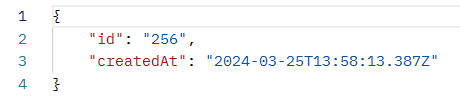 1 {
2     "id": "256",
3     "createdAt": "2024-03-25T13:58:13.387Z"
4 }